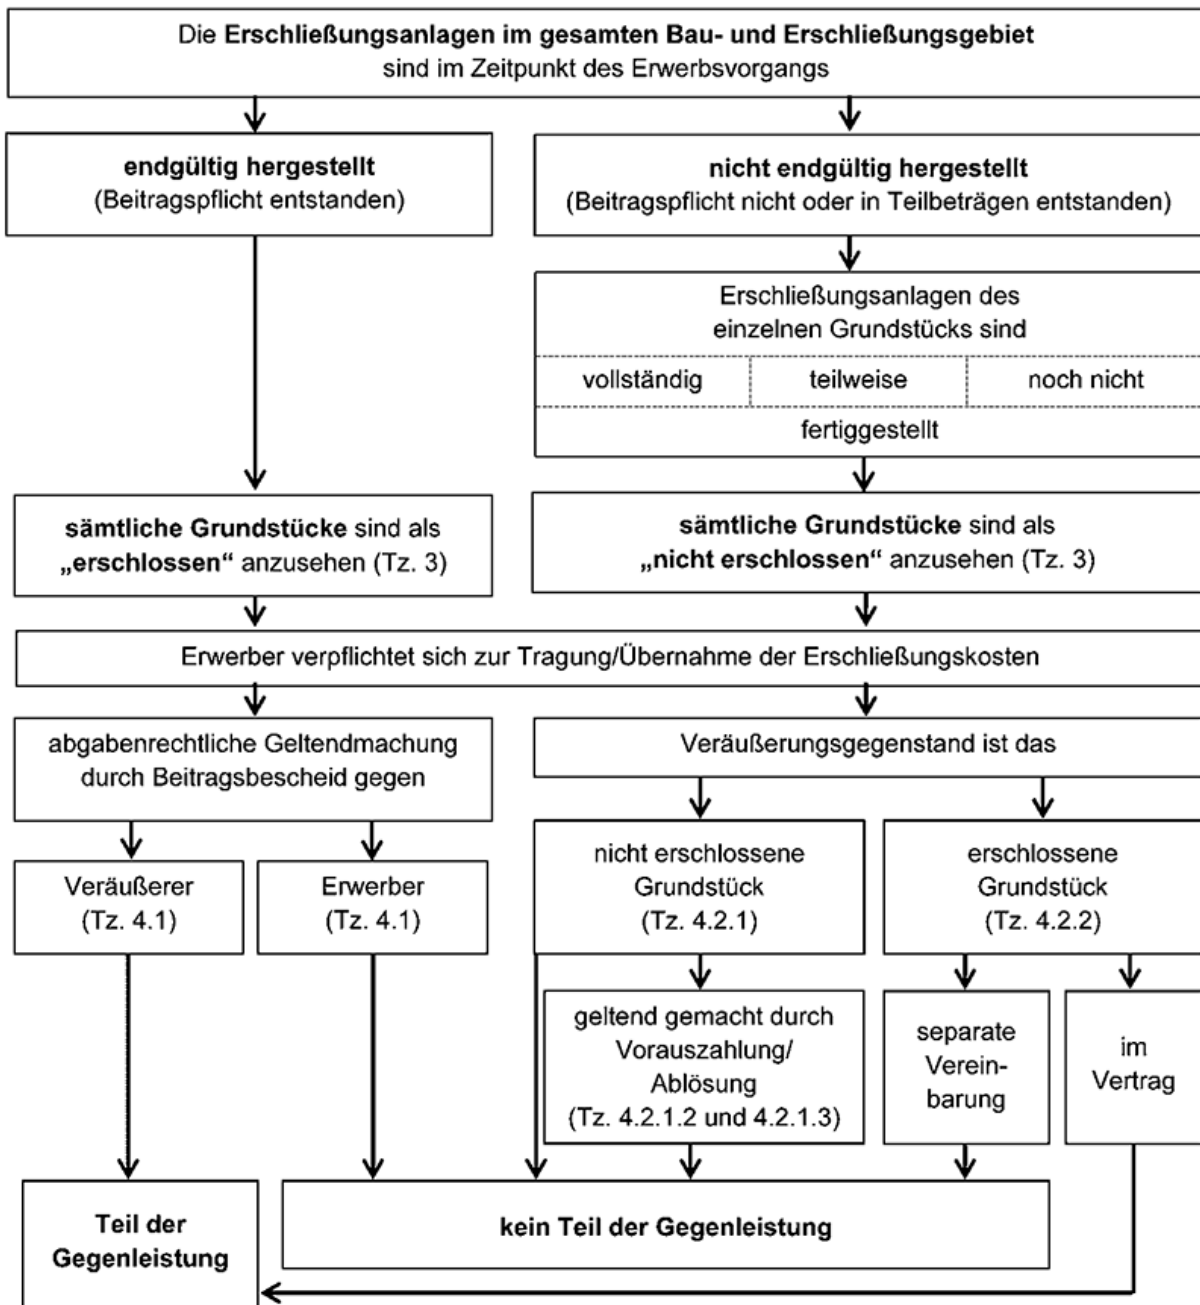 Die Erschließungsanlagen im gesamten Bau- und Erschließungsgebiet
sind im Zeitpunkt des Erwerbsvorgangs
endgültig hergestellt
(Beitragspflicht entstanden)
nicht endgültig hergestellt
(Beitragspflicht nicht oder in Teilbeträgen entstanden)
Erschließungsanlagen des
einzelnen Grundstücks sind
vollständig
teilweise
noch nicht
fertiggestellt
sämtliche Grundstücke sind als
„erschlossen“ anzusehen (Tz. 3)
sämtliche Grundstücke sind als
„nicht erschlossen“ anzusehen (Tz. 3)
Erwerber verpflichtet sich zur Tragung/Übernahme der Erschließungskosten
abgabenrechtliche Geltendmachung
durch Beitragsbescheid gegen
Veräußerungsgegenstand ist das
Veräußerer
(Tz. 4.1)
Erwerber
(Tz. 4.1)
nicht erschlossene
Grundstück
(Tz. 4.2.1)
erschlossene
Grundstück
(Tz. 4.2.2)
geltend gemacht durch
Vorauszahlung/
Ablösung
(Tz. 4.2.1.2 und 4.2.1.3)
separate
Verein-
barung
im
Vertrag
Teil der
Gegenleistung
kein Teil der Gegenleistung